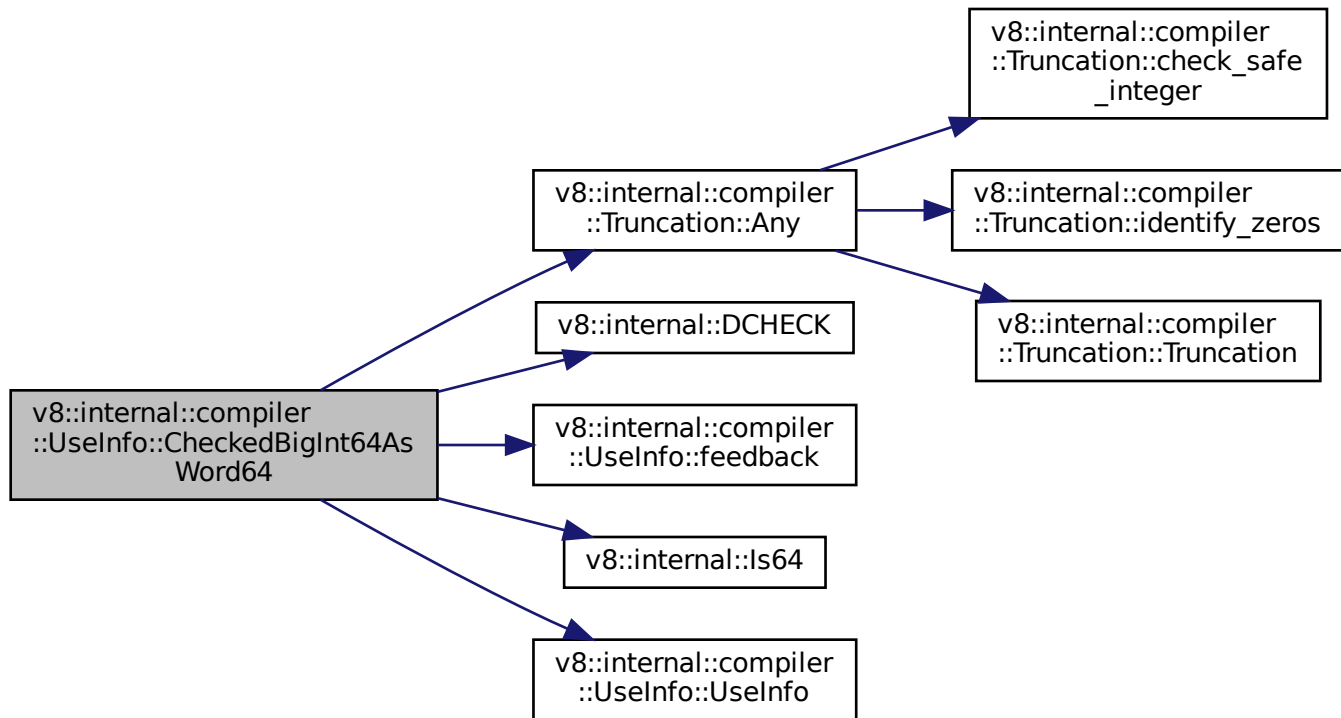 v8::internal::compiler
::Truncation::check_safe
_integer
v8::internal::compiler
::Truncation::Any
v8::internal::compiler
::Truncation::identify_zeros
v8::internal::compiler
::Truncation::Truncation
v8::internal::DCHECK
v8::internal::compiler
::UseInfo::CheckedBigInt64As
Word64
v8::internal::compiler
::UseInfo::feedback
v8::internal::Is64
v8::internal::compiler
::UseInfo::UseInfo